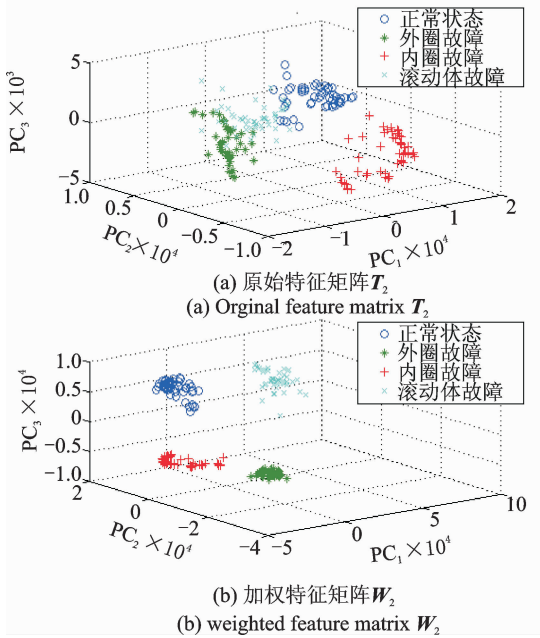 正常状态
外圈故障
内圈故障
滚动体故障
5
0
−5
PC₃×10³
1.0
0.5
0
−0.5
−1.0
PC₂×10⁴
−2
−1
0
1
2
PC₁×10⁴
(a) 原始特征矩阵T₂
(a) Orginal feature matrix T₂
正常状态
外圈故障
内圈故障
滚动体故障
1.0
0.5
0
−0.5
−1.0
PC₃×10⁴
2
0
−2
−4
PC₂×10⁴
−5
0
5
10
PC₁×10⁴
(b) 加权特征矩阵W₂
(b) weighted feature matrix W₂